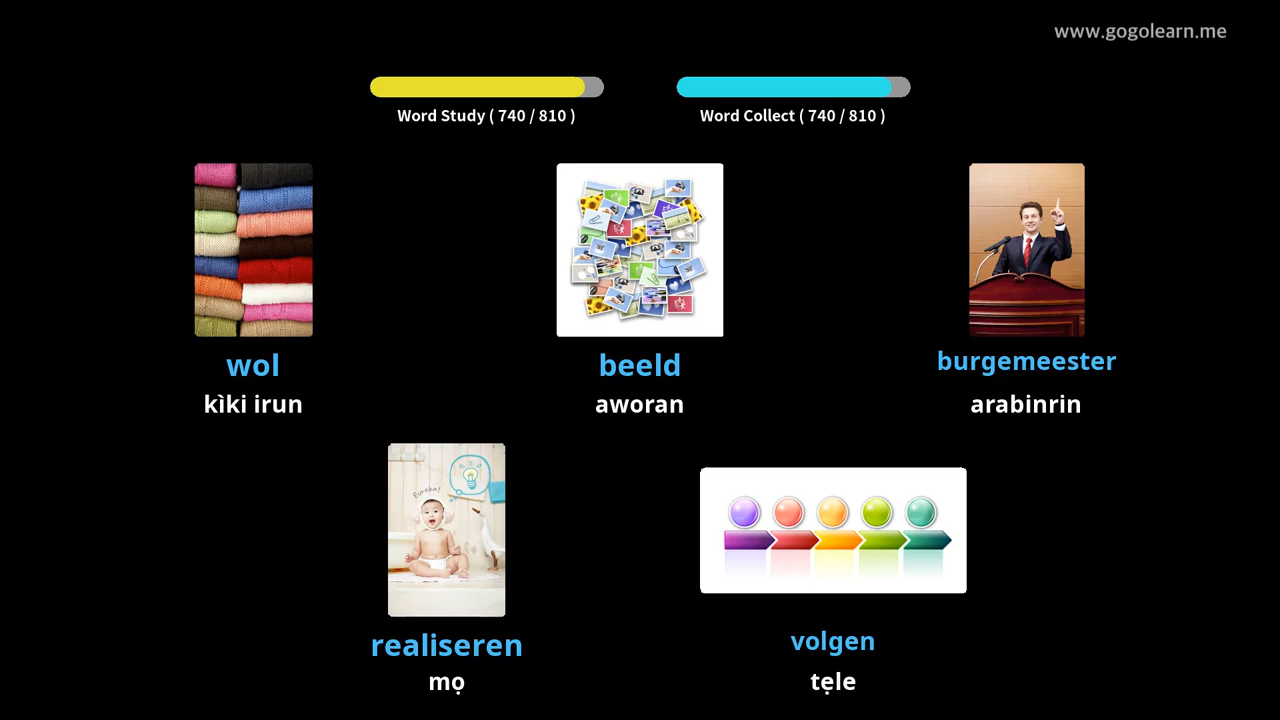 www.gogolearn.me
Word Study ( 740 / 810 )
Word Collect ( 740 / 810 )
wol
beeld
burgemeester
kìki irun
aworan
arabinrin
Eureka!
realiseren
volgen
mọ
tẹle